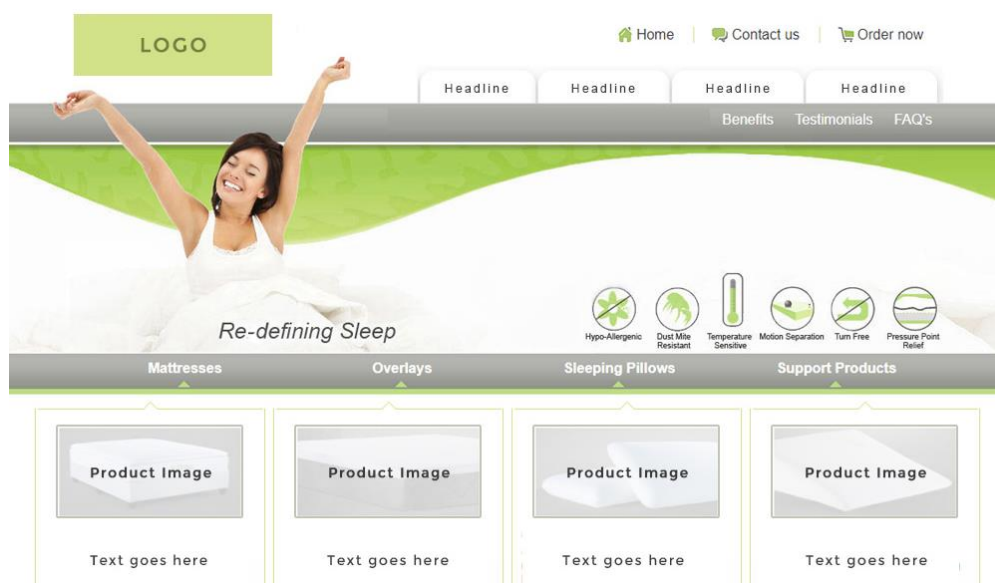 LOGO
Home
Contact us
Order now
Headline
Headline
Headline
Headline
Benefits
Testimonials
FAQ's
Re-defining Sleep
Hypo-Allergenic
Dust Mite
Resistant
Temperature
Sensitive
Motion Separation
Turn Free
Pressure Point
Relief
Mattresses
Overlays
Sleeping Pillows
Support Products
Product Image
Product Image
Product Image
Product Image
Text goes here
Text goes here
Text goes here
Text goes here